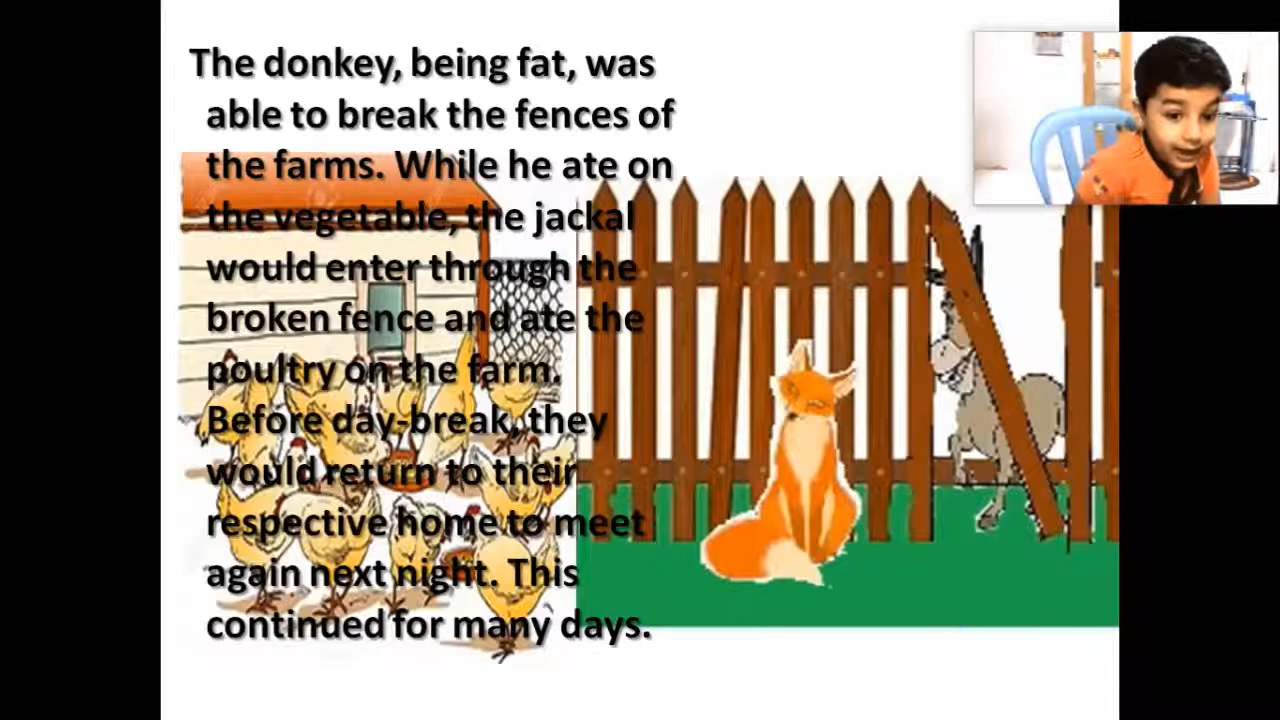 The donkey, being fat, was
able to break the fences of
the farms. While he ate on
the vegetable, the jackal
would enter through the
broken fence and ate the
poultry on the farm.
Before day-break, they
would return to their
respective home to meet
again next night. This
continued for many days.